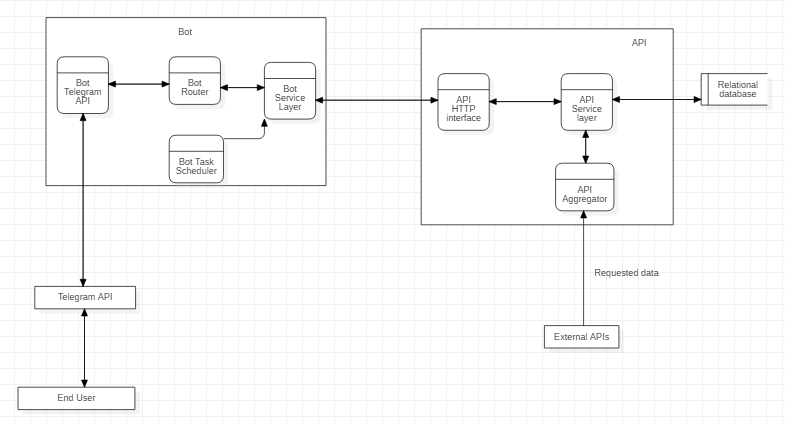 Bot
API
Bot
Telegram
API
Bot
Router
Bot
Service
Layer
Bot Task
Scheduler
API
HTTP
interface
API
Service
layer
Relational
database
API
Aggregator
Requested data
Telegram API
External APIs
End User